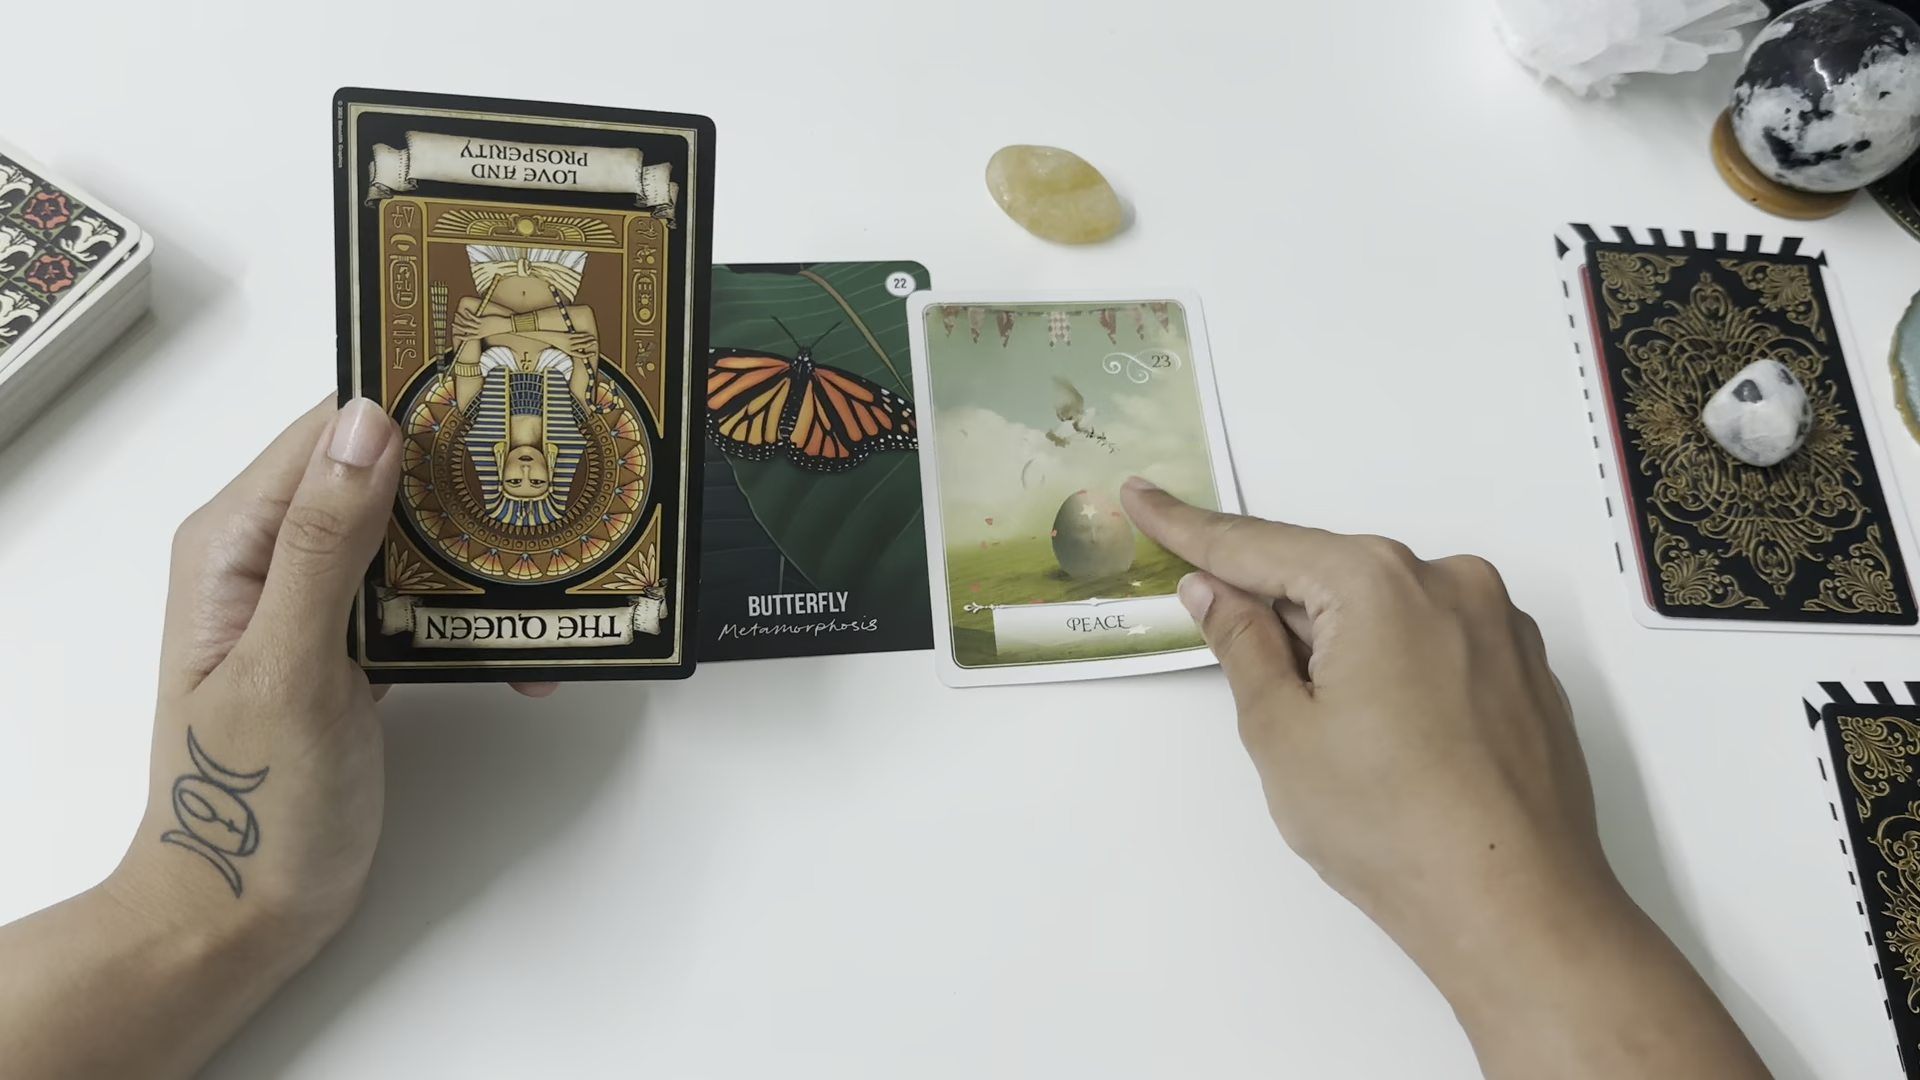 LOVE AND
PROSPERITY
THE QUEEN
22
BUTTERFLY
Metamorphosis
23
PEACE